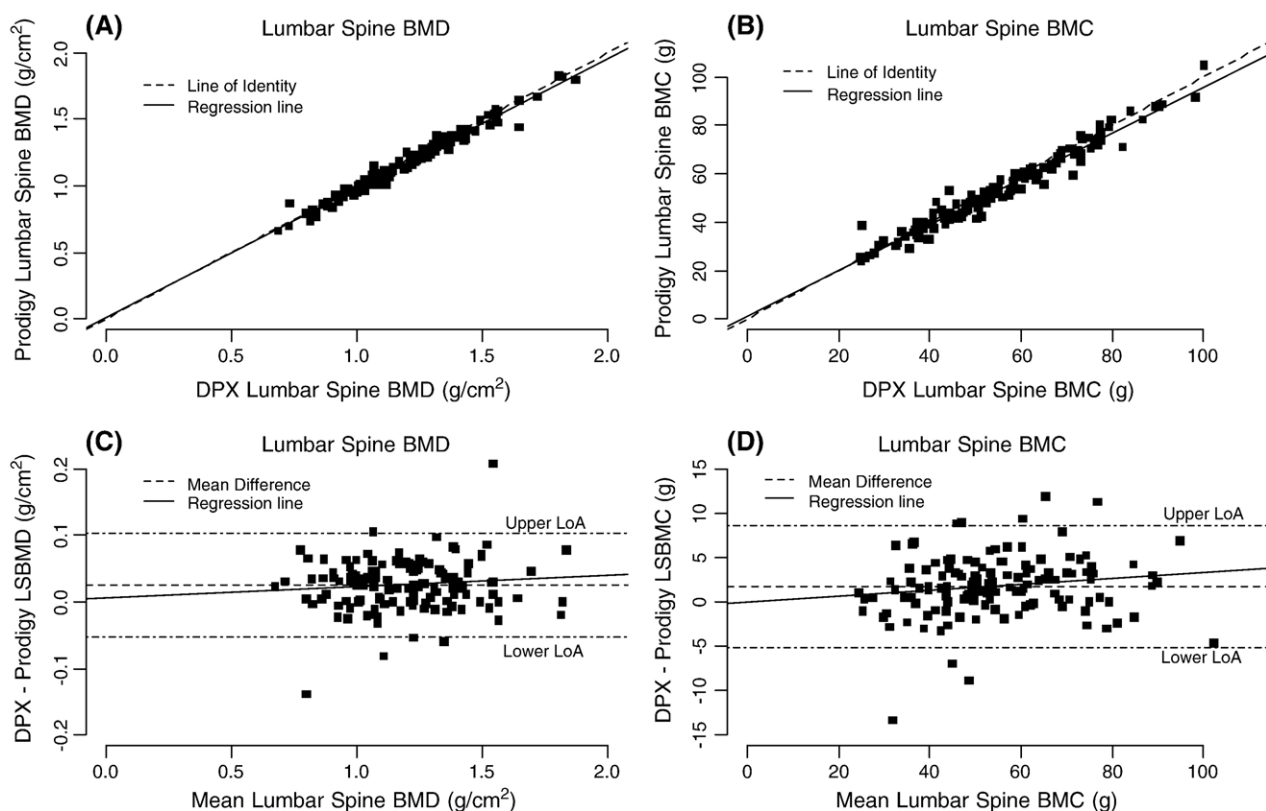 (A)
Lumbar Spine BMD
Prodigy Lumbar Spine BMD (g/cm²)
2.0
1.5
1.0
0.5
0.0
Line of Identity
Regression line
0.0 0.5 1.0 1.5 2.0
DPX Lumbar Spine BMD (g/cm²)
(B)
Lumbar Spine BMC
Prodigy Lumbar Spine BMC (g)
100
80
60
40
20
0
Line of Identity
Regression line
0 20 40 60 80 100
DPX Lumbar Spine BMC (g)
(C)
Lumbar Spine BMD
DPX - Prodigy LSBMD (g/cm²)
0.2
0.1
0.0
-0.1
-0.2
Mean Difference
Regression line
Upper LoA
Lower LoA
0.0 0.5 1.0 1.5 2.0
Mean Lumbar Spine BMD (g/cm²)
(D)
Lumbar Spine BMC
DPX - Prodigy LSBMC (g)
15
10
5
0
-5
-10
-15
Mean Difference
Regression line
Upper LoA
Lower LoA
0 20 40 60 80 100
Mean Lumbar Spine BMC (g)